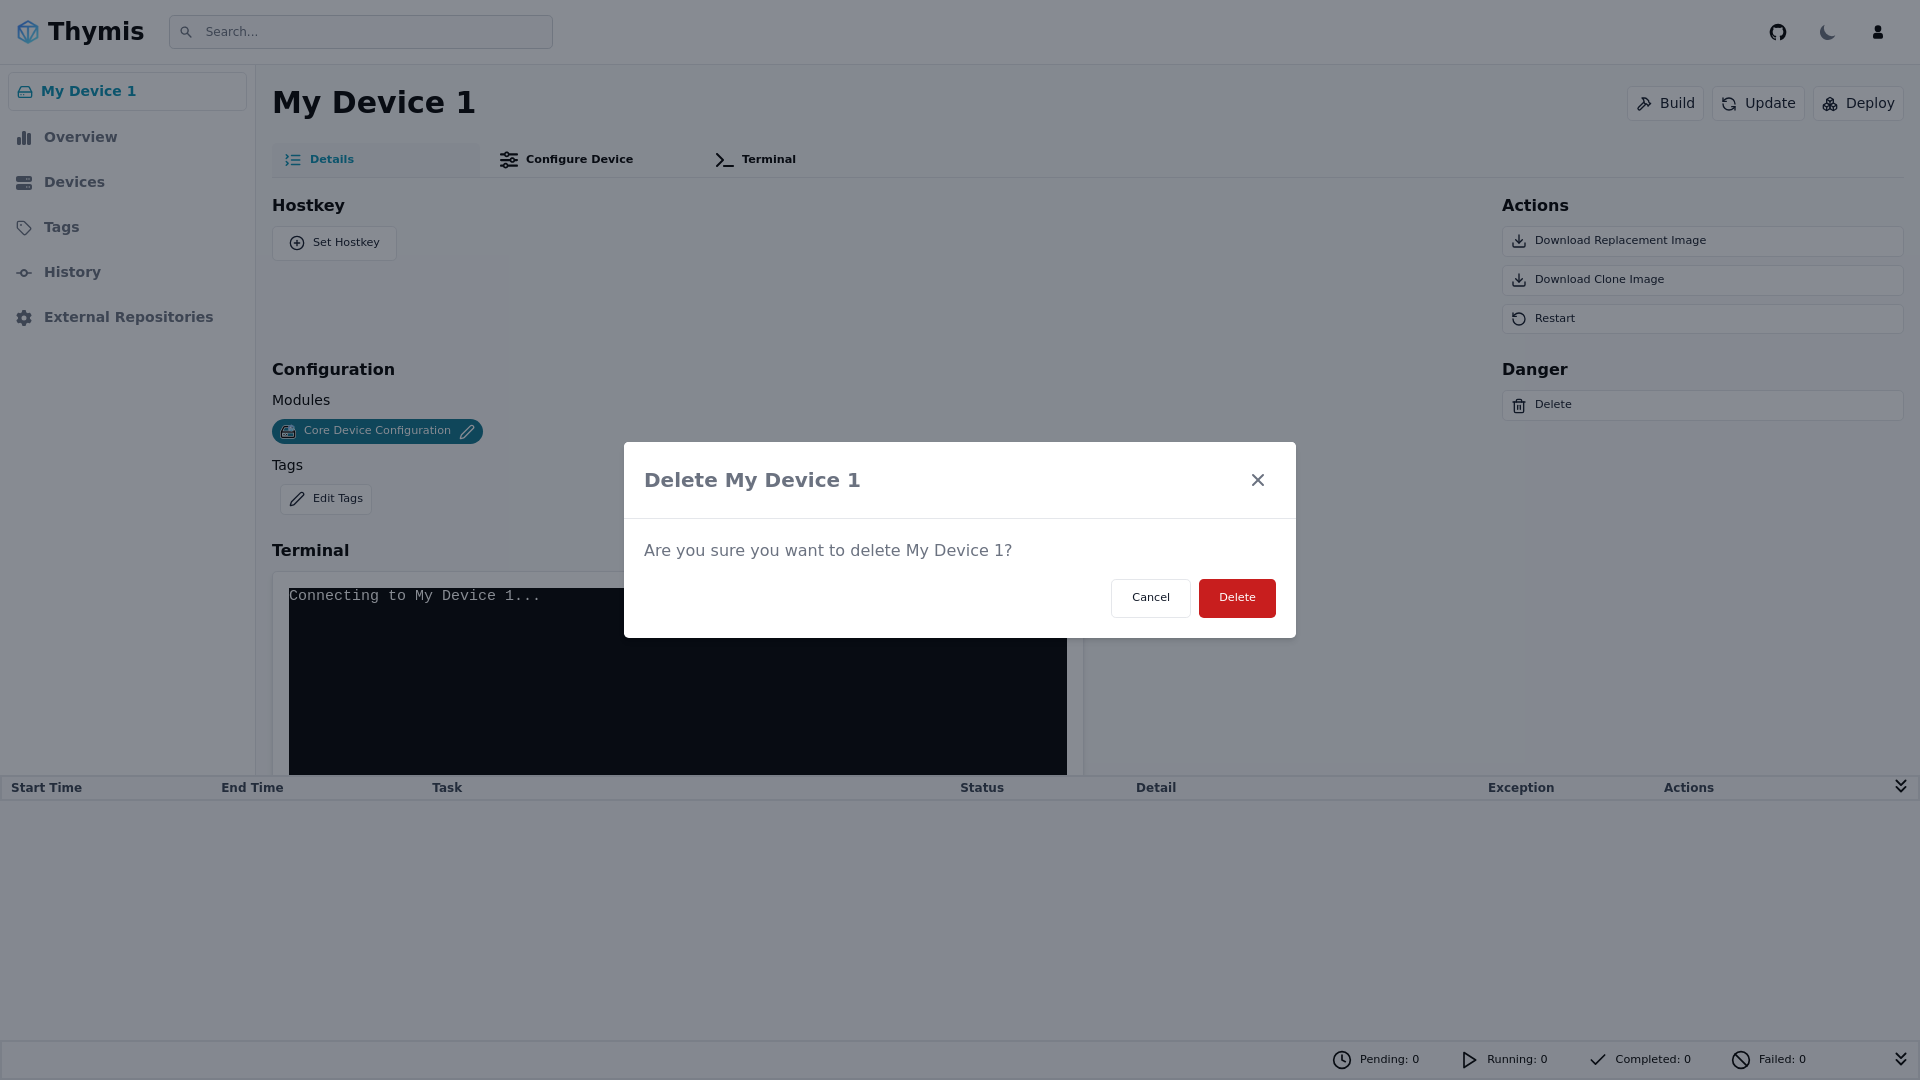 Thymis
Search...
My Device 1
Overview
Devices
Tags
History
External Repositories
My Device 1
Build
Update
Deploy
Details
Configure Device
Terminal
Hostkey
Set Hostkey
Actions
Download Replacement Image
Download Clone Image
Restart
Configuration
Modules
Core Device Configuration
Tags
Edit Tags
Danger
Delete
Terminal
Connecting to My Device 1...
Delete My Device 1
Are you sure you want to delete My Device 1?
Cancel
Delete
Start Time
End Time
Task
Status
Detail
Exception
Actions
Pending: 0
Running: 0
Completed: 0
Failed: 0